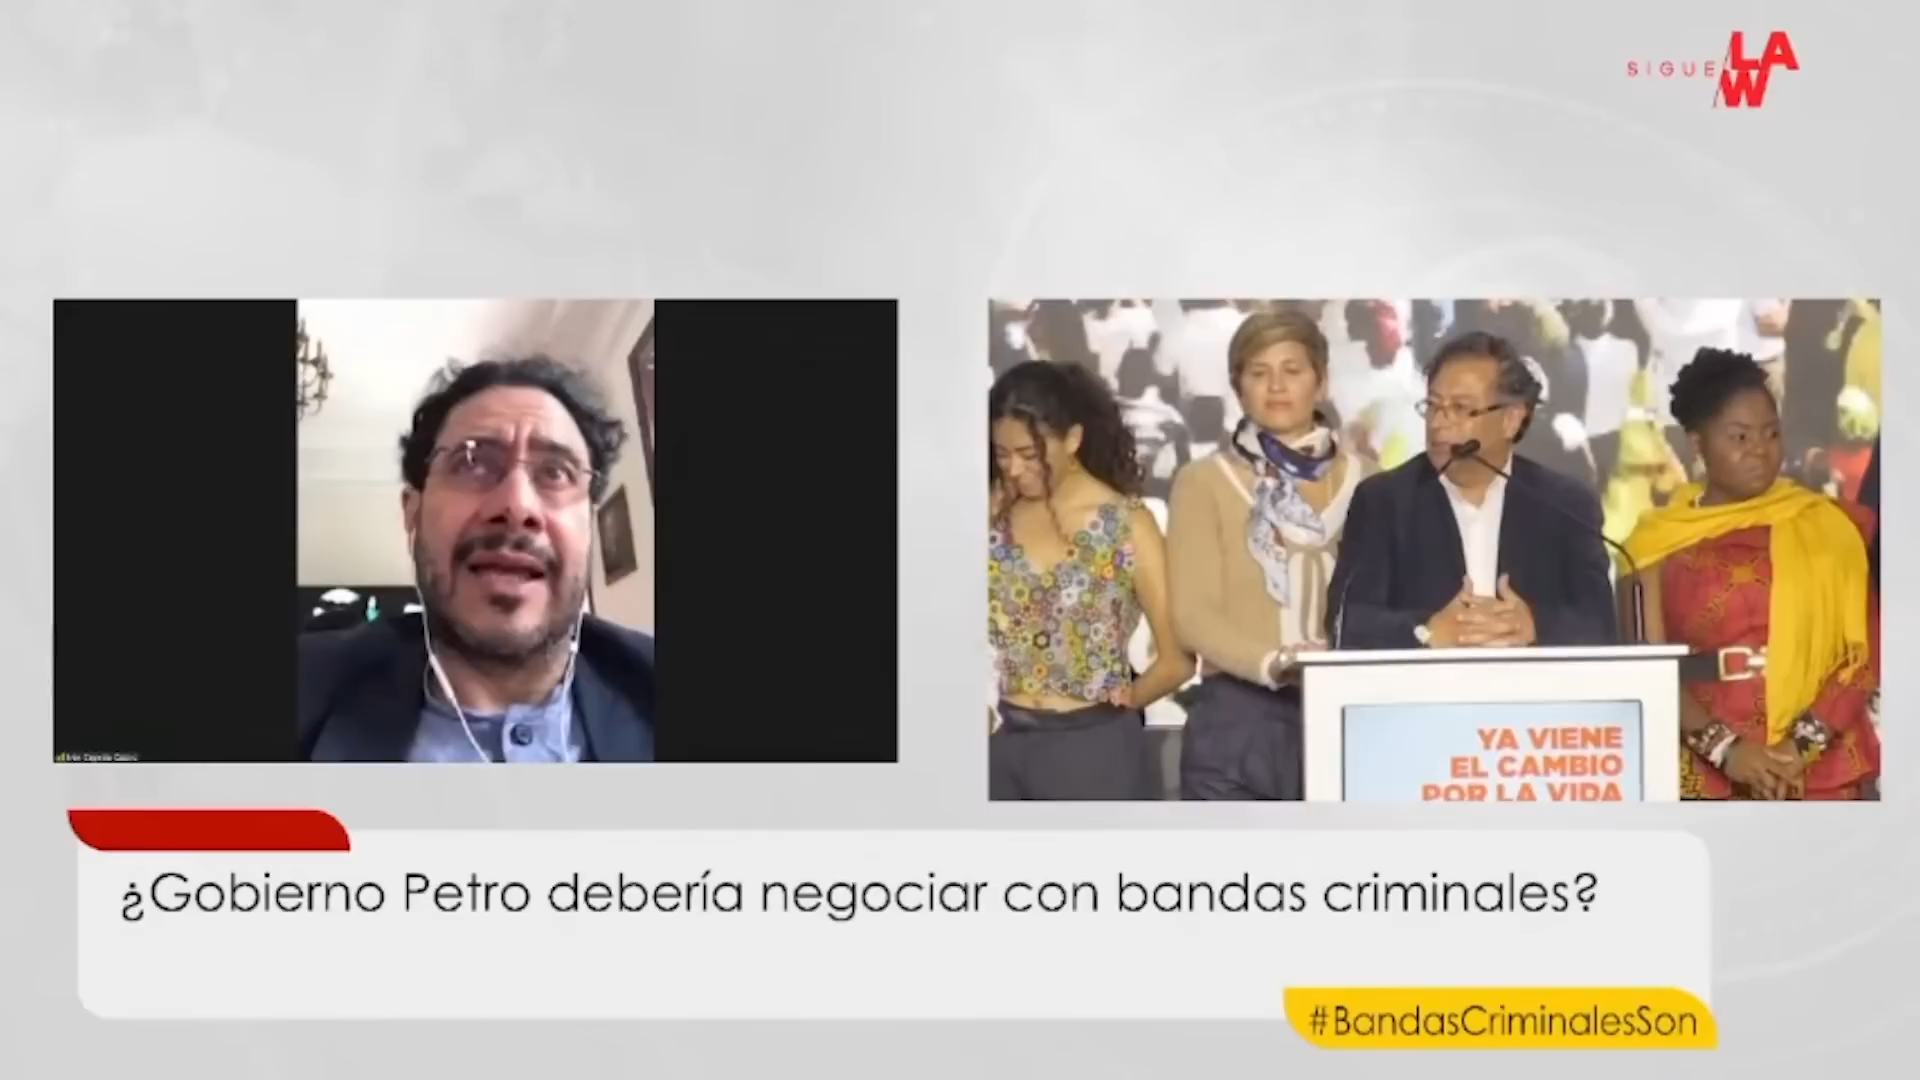 SIGUE LA W
YA VIENE
EL CAMBIO
POR LA VIDA
¿Gobierno Petro debería negociar con bandas criminales?
#BandasCriminalesSon